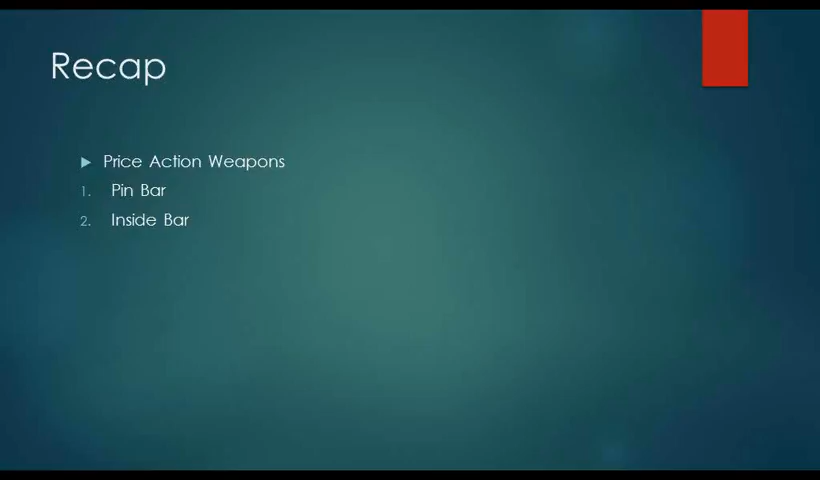 Recap
Price Action Weapons
1. Pin Bar
2. Inside Bar